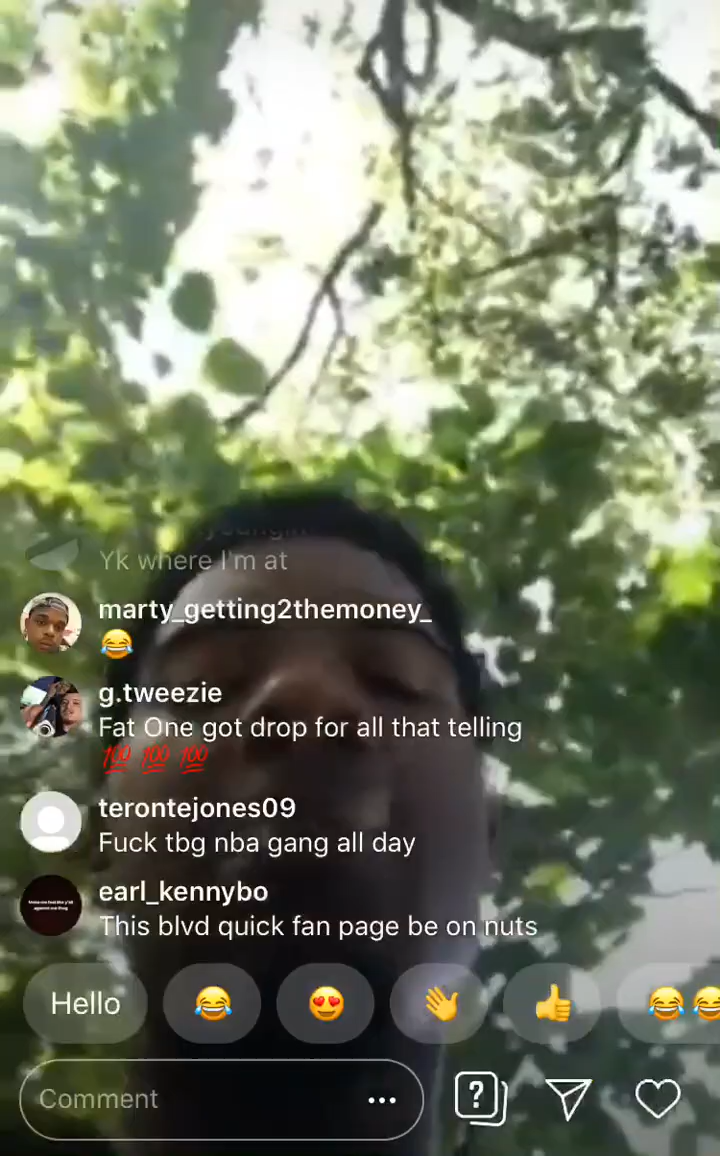 Yk where I'm at
marty_getting2themoney_
😂
g.tweezie
Fat One got drop for all that telling
💯 💯 💯
terontejones09
Fuck tbg nba gang all day
earl_kennybo
This blvd quick fan page be on nuts
Hello 😂 😍 👋 👍 😂 😂
Comment